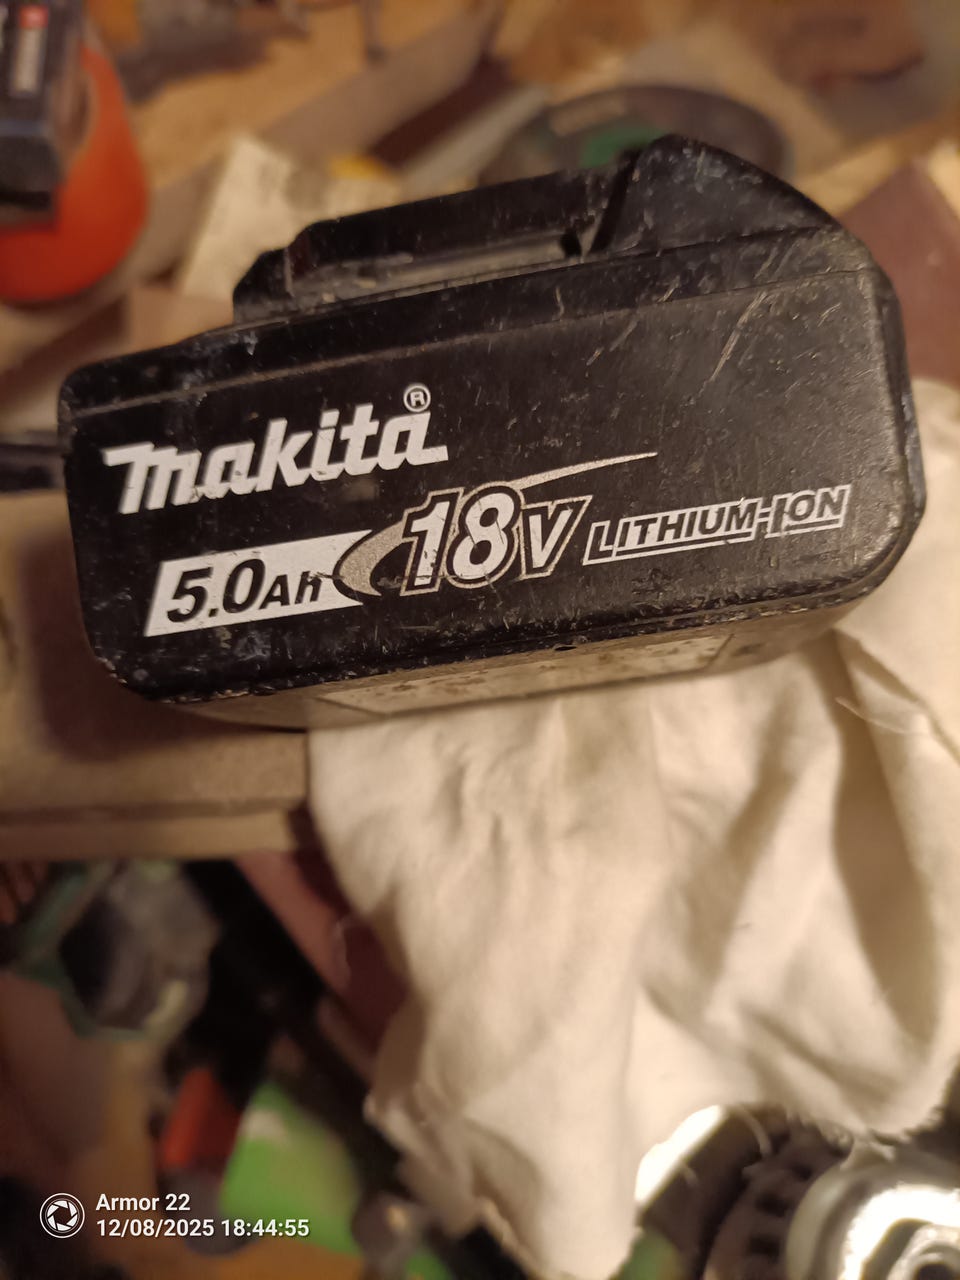 makita®
5.0Ah 18V LITHIUM-ION
Armor 22
12/08/2025 18:44:55